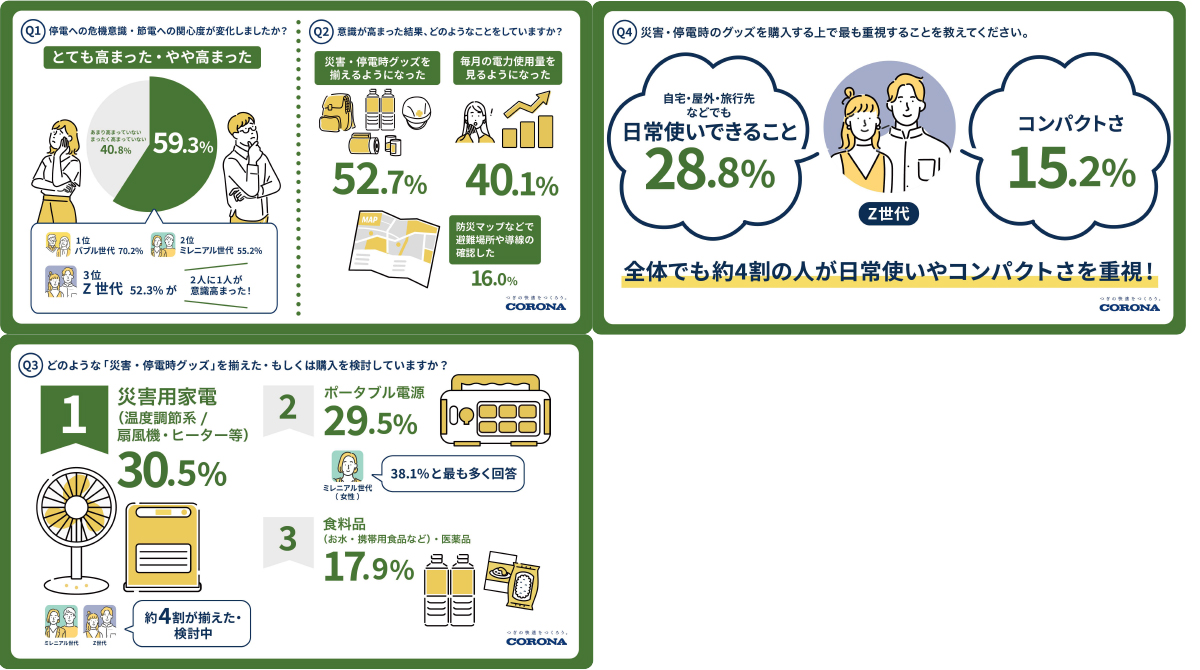 Q1 停電への危機意識・節電への関心度が変化しましたか？
とても高まった・やや高まった
あまり高まっていない
まったく高まっていない
40.8%
59.3%
1位
バブル世代 70.2%
2位
ミレニアル世代 55.2%
3位
Z世代 52.3%が
2人に1人が
意識高まった！
Q2 意識が高まった結果、どのようなことをしていますか？
災害・停電時グッズを
揃えるようになった
52.7%
毎月の電力使用量を
見るようになった
40.1%
MAP
防災マップなどで
避難場所や導線の
確認した
16.0%
つぎの快適をつくろう。
CORONA
Q4 災害・停電時のグッズを購入する上で最も重視することを教えてください。
自宅・屋外・旅行先
などでも
日常使いできること
28.8%
Z世代
コンパクトさ
15.2%
全体でも約4割の人が日常使いやコンパクトさを重視！
つぎの快適をつくろう。
CORONA
Q3 どのような「災害・停電時グッズ」を揃えた・もしくは購入を検討していますか？
1
災害用家電
（温度調節系 /
扇風機・ヒーター等）
30.5%
ミレニアル世代
Z世代
約4割が揃えた・
検討中
2
ポータブル電源
29.5%
ミレニアル世代
（女性）
38.1%と最も多く回答
3
食料品
（お水・携帯用食品など）・医薬品
17.9%
つぎの快適をつくろう。
CORONA